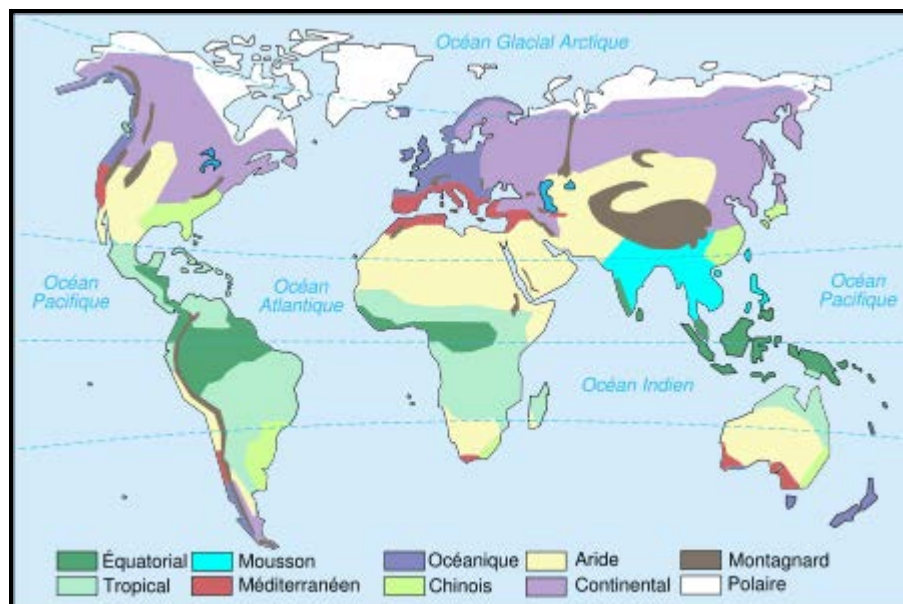 Océan Glacial Arctique
Océan
Pacifique
Océan
Atlantique
Océan
Pacifique
Océan Indien
Équatorial
Mousson
Océanique
Aride
Montagnard
Tropical
Méditerranéen
Chinois
Continental
Polaire